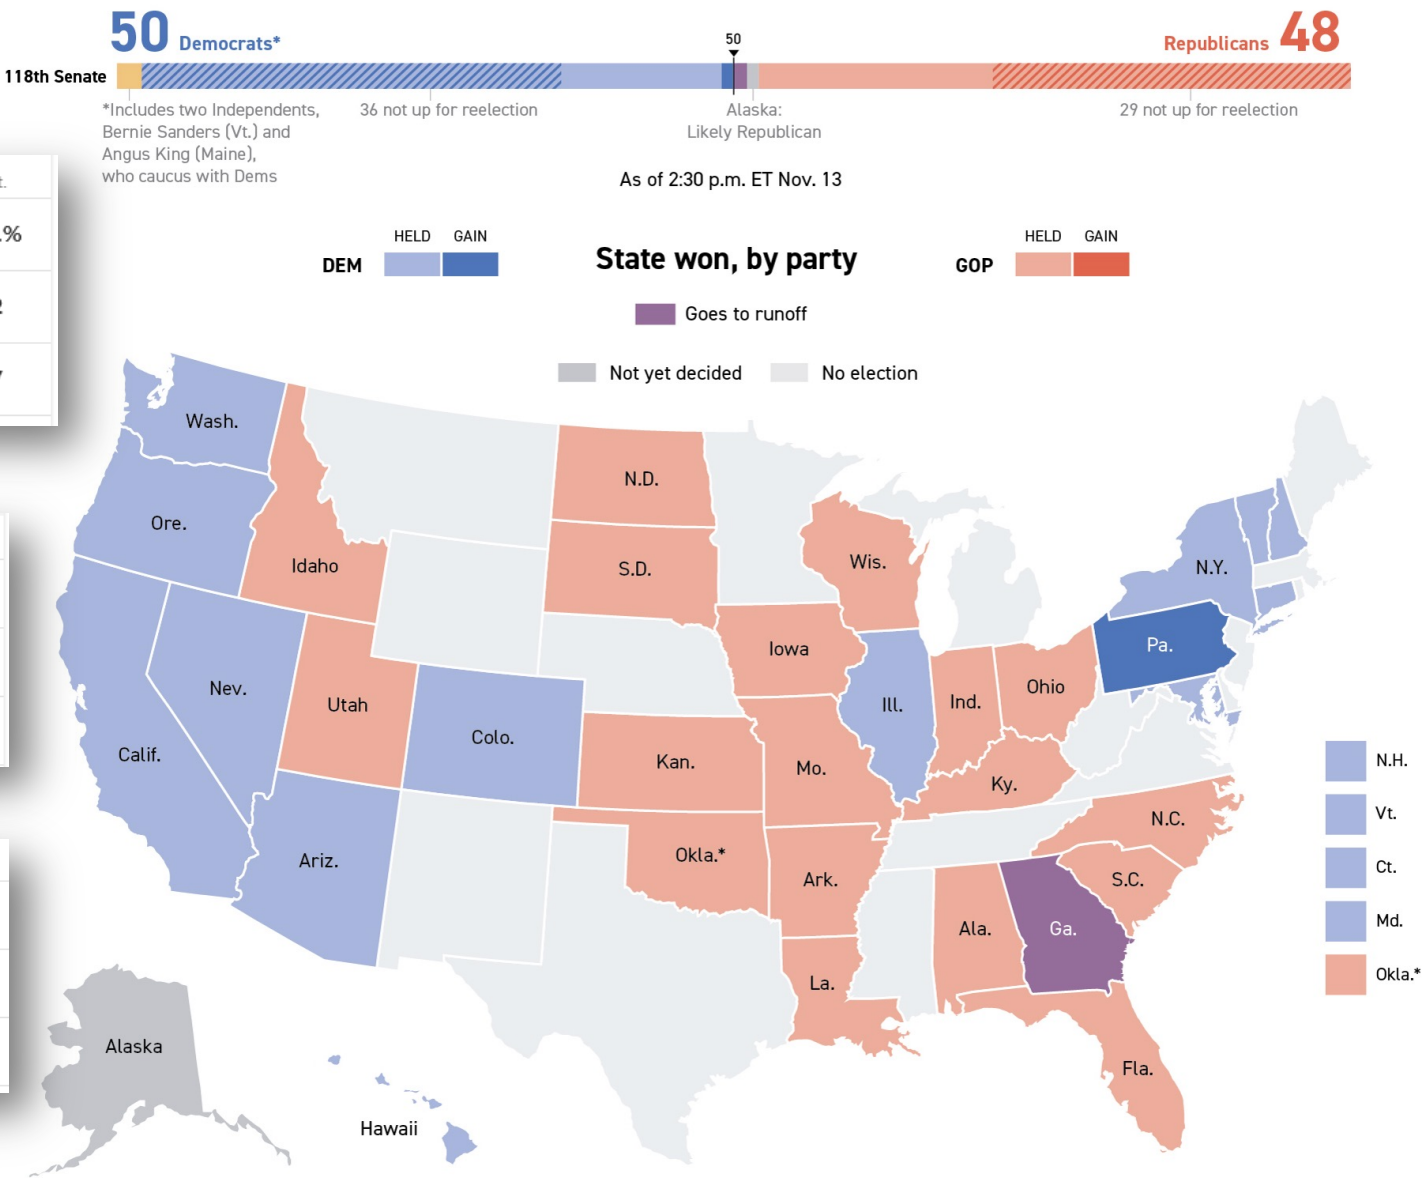 50 Democrats*
50
Republicans 48
118th Senate
*Includes two Independents,
Bernie Sanders (Vt.) and
Angus King (Maine),
who caucus with Dems
36 not up for reelection
Alaska:
Likely Republican
29 not up for reelection
As of 2:30 p.m. ET Nov. 13
t.
%
HELD GAIN
DEM
State won, by party
HELD GAIN
GOP
Goes to runoff
Not yet decided
No election
Wash.
N.D.
Ore.
Idaho
S.D.
Wis.
N.Y.
Iowa
Pa.
Nev.
Utah
Colo.
Ill.
Ind.
Ohio
Calif.
Kan.
Mo.
Ky.
N.C.
Ariz.
Okla.*
Ark.
S.C.
Ala.
Ga.
La.
Fla.
Alaska
Hawaii
N.H.
Vt.
Ct.
Md.
Okla.*